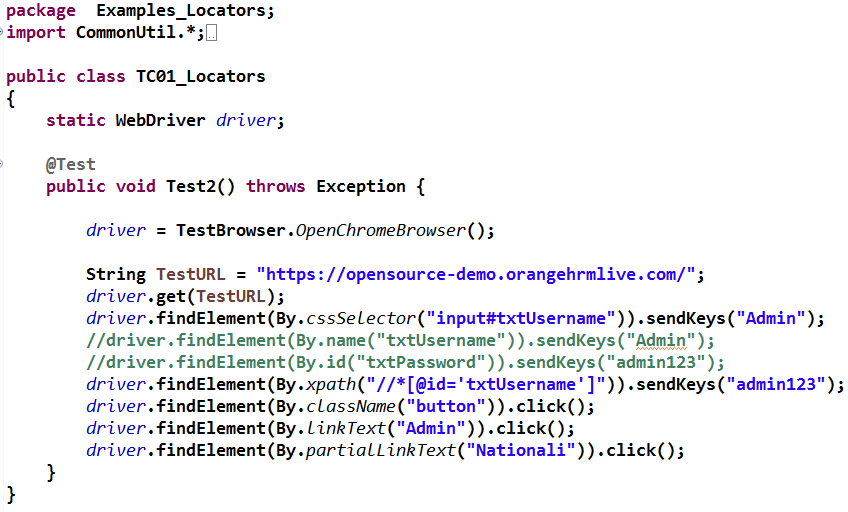 package  Examples_Locators;
import CommonUtil.*;
public class TC01_Locators
{
static WebDriver driver;
@Test
public void Test2() throws Exception {
driver = TestBrowser.OpenChromeBrowser();
String TestURL = "https://opensource-demo.orangehrmlive.com/";
driver.get(TestURL);
driver.findElement(By.cssSelector("input#txtUsername")).sendKeys("Admin");
//driver.findElement(By.name("txtUsername")).sendKeys("Admin");
//driver.findElement(By.id("txtPassword")).sendKeys("admin123");
driver.findElement(By.xpath("//*[@id='txtUsername']")).sendKeys("admin123");
driver.findElement(By.className("button")).click();
driver.findElement(By.linkText("Admin")).click();
driver.findElement(By.partialLinkText("Nationali")).click();
}
}